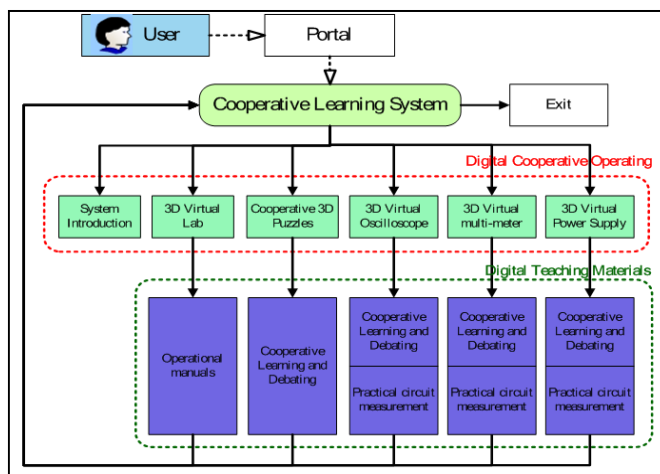 User
Portal
Cooperative Learning System
Exit
Digital Cooperative Operating
System
Introduction
3D Virtual
Lab
Cooperative 3D
Puzzles
3D Virtual
Oscilloscope
3D Virtual
multi-meter
3D Virtual
Power Supply
Digital Teaching Materials
Operational
manuals
Cooperative
Learning and
Debating
Cooperative
Learning and
Debating
Practical circuit
measurement
Cooperative
Learning and
Debating
Practical circuit
measurement
Cooperative
Learning and
Debating
Practical circuit
measurement